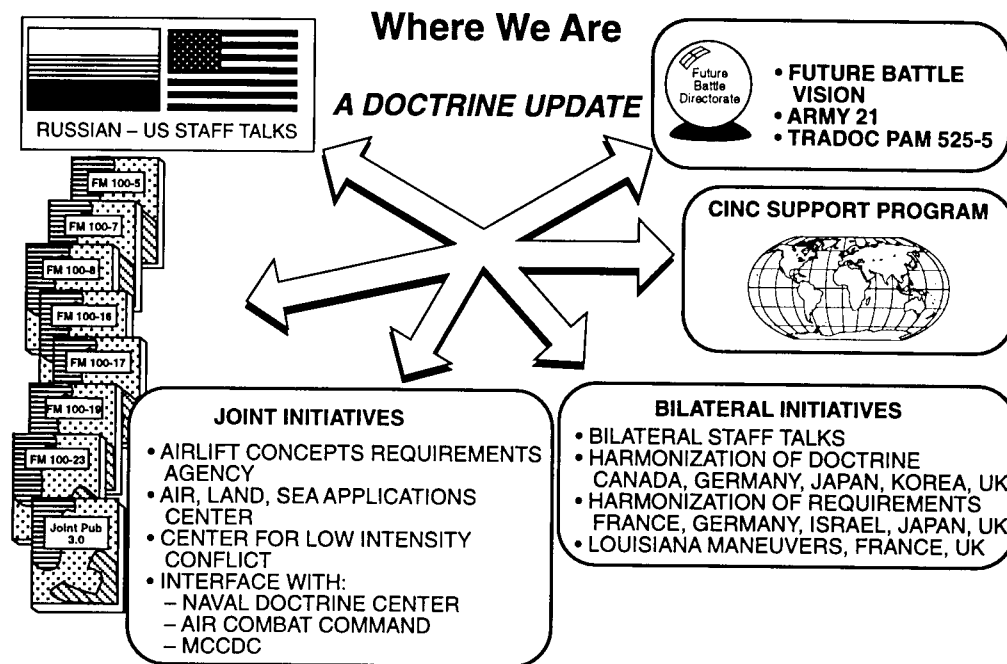 Where We Are
A DOCTRINE UPDATE
RUSSIAN – US STAFF TALKS
Future
Battle
Directorate
• FUTURE BATTLE
VISION
• ARMY 21
• TRADOC PAM 525-5
CINC SUPPORT PROGRAM
FM 100-5
FM 100-7
FM 100-8
FM 100-16
FM 100-17
FM 100-19
FM 100-23
Joint Pub
3.0
JOINT INITIATIVES
• AIRLIFT CONCEPTS REQUIREMENTS
AGENCY
• AIR, LAND, SEA APPLICATIONS
CENTER
• CENTER FOR LOW INTENSITY
CONFLICT
• INTERFACE WITH:
– NAVAL DOCTRINE CENTER
– AIR COMBAT COMMAND
– MCCDC
BILATERAL INITIATIVES
• BILATERAL STAFF TALKS
• HARMONIZATION OF DOCTRINE
CANADA, GERMANY, JAPAN, KOREA, UK
• HARMONIZATION OF REQUIREMENTS
FRANCE, GERMANY, ISRAEL, JAPAN, UK
• LOUISIANA MANEUVERS, FRANCE, UK